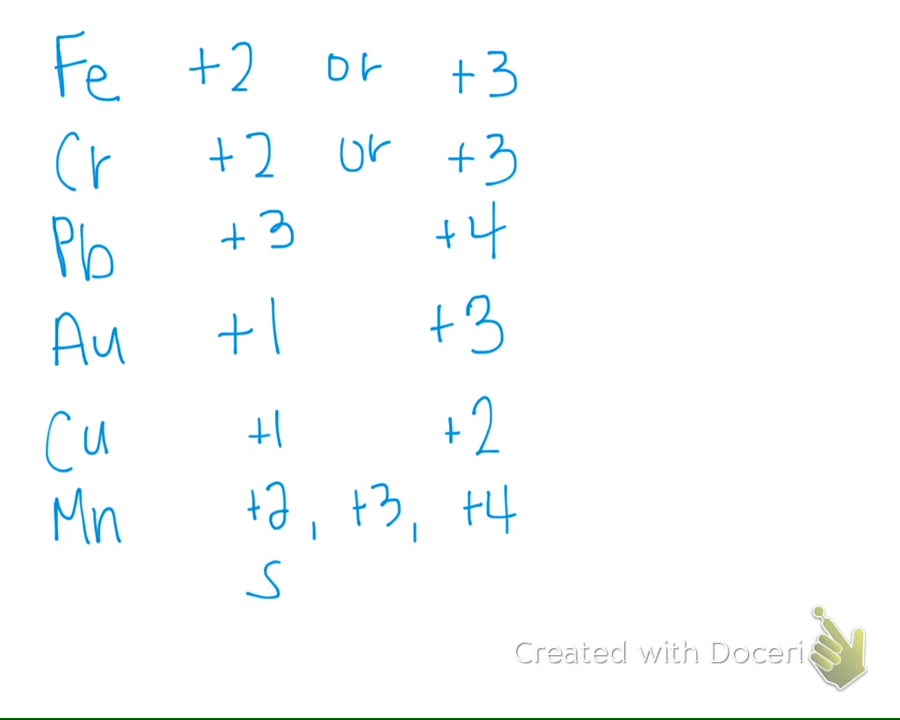 Fe +2 or +3
Cr +2 or +3
Pb +3 +4
Au +1 +3
Cu +1 +2
Mn +2, +3, +4
S
Created with Doceri